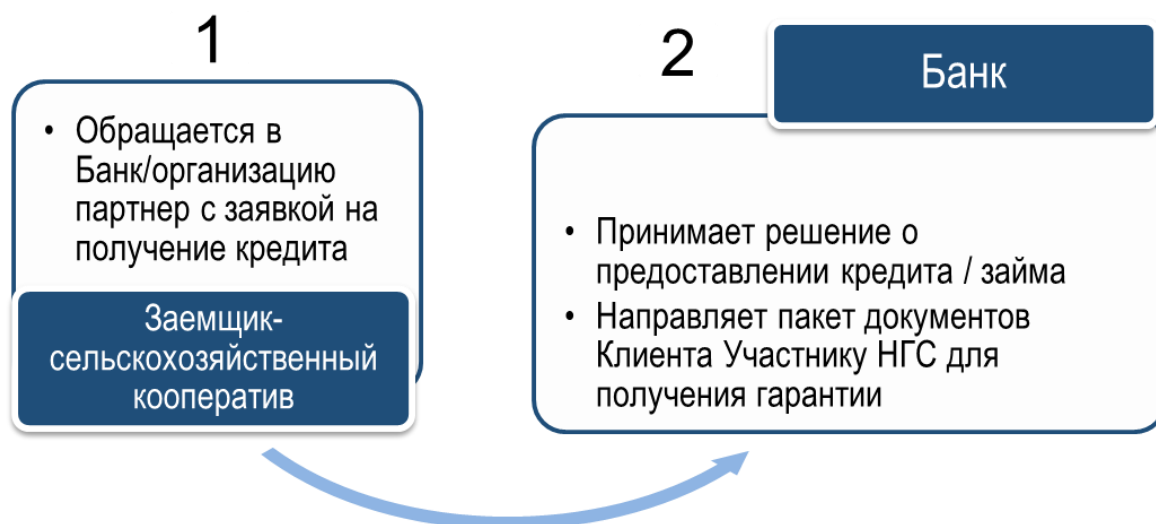 1
• Обращается в
Банк/организацию
партнер с заявкой на
получение кредита
Заемщик-
сельскохозяйственный
кооператив
2
Банк
• Принимает решение о
предоставлении кредита / займа
• Направляет пакет документов
Клиента Участнику НГС для
получения гарантии